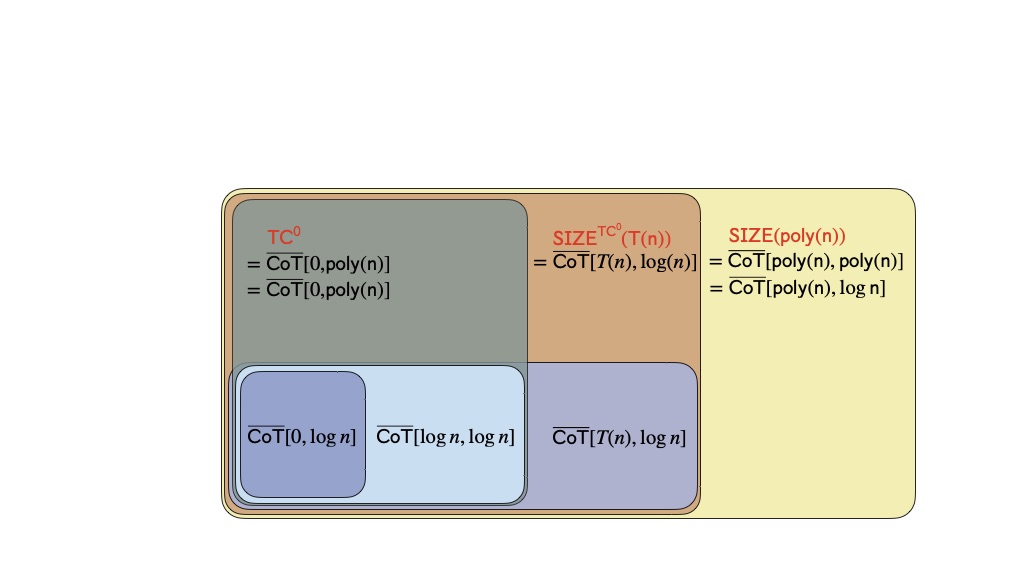 TC⁰
= C̅o̅T̅[0,poly(n)]
= C̅o̅T̅[0,poly(n)]
SIZE^TC⁰(T(n))
= C̅o̅T̅[T(n), log(n)]
SIZE(poly(n))
= C̅o̅T̅[poly(n), poly(n)]
= C̅o̅T̅[poly(n), log n]
C̅o̅T̅[0, log n]
C̅o̅T̅[log n, log n]
C̅o̅T̅[T(n), log n]